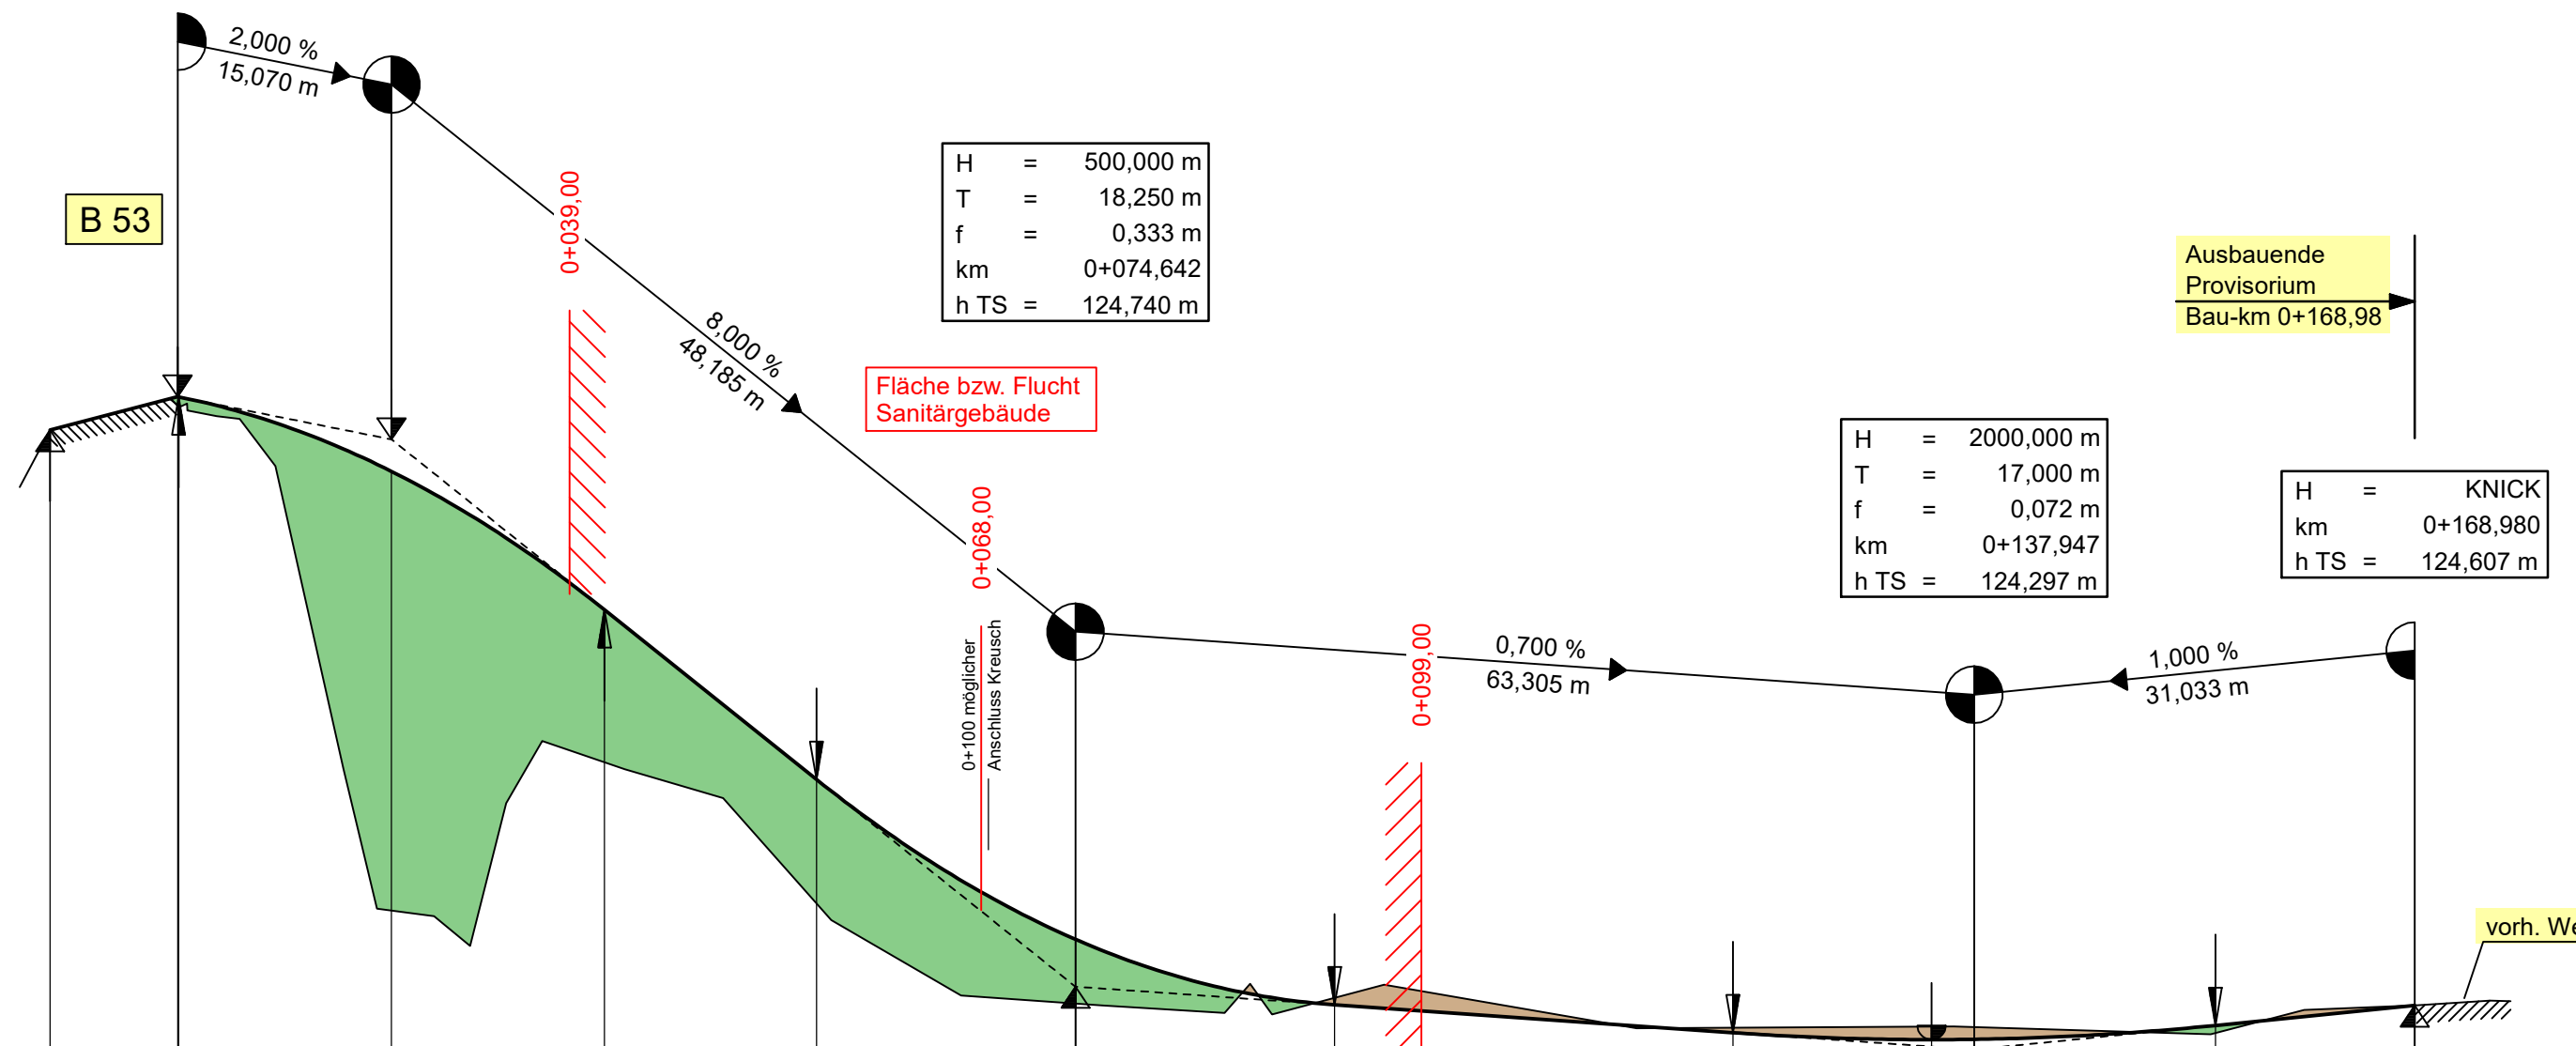 2,000 %
15,070 m
B 53
0+039,00
8,000 %
48,185 m
H = 500,000 m
T = 18,250 m
f = 0,333 m
km 0+074,642
h TS = 124,740 m
Fläche bzw. Flucht
Sanitärgebäude
0+068,00
0+100 möglicher
Anschluss Kreusch
0,700 %
63,305 m
0+099,00
H = 2000,000 m
T = 17,000 m
f = 0,072 m
km 0+137,947
h TS = 124,297 m
1,000 %
31,033 m
Ausbauende
Provisorium
Bau-km 0+168,98
H = KNICK
km 0+168,980
h TS = 124,607 m
vorh.